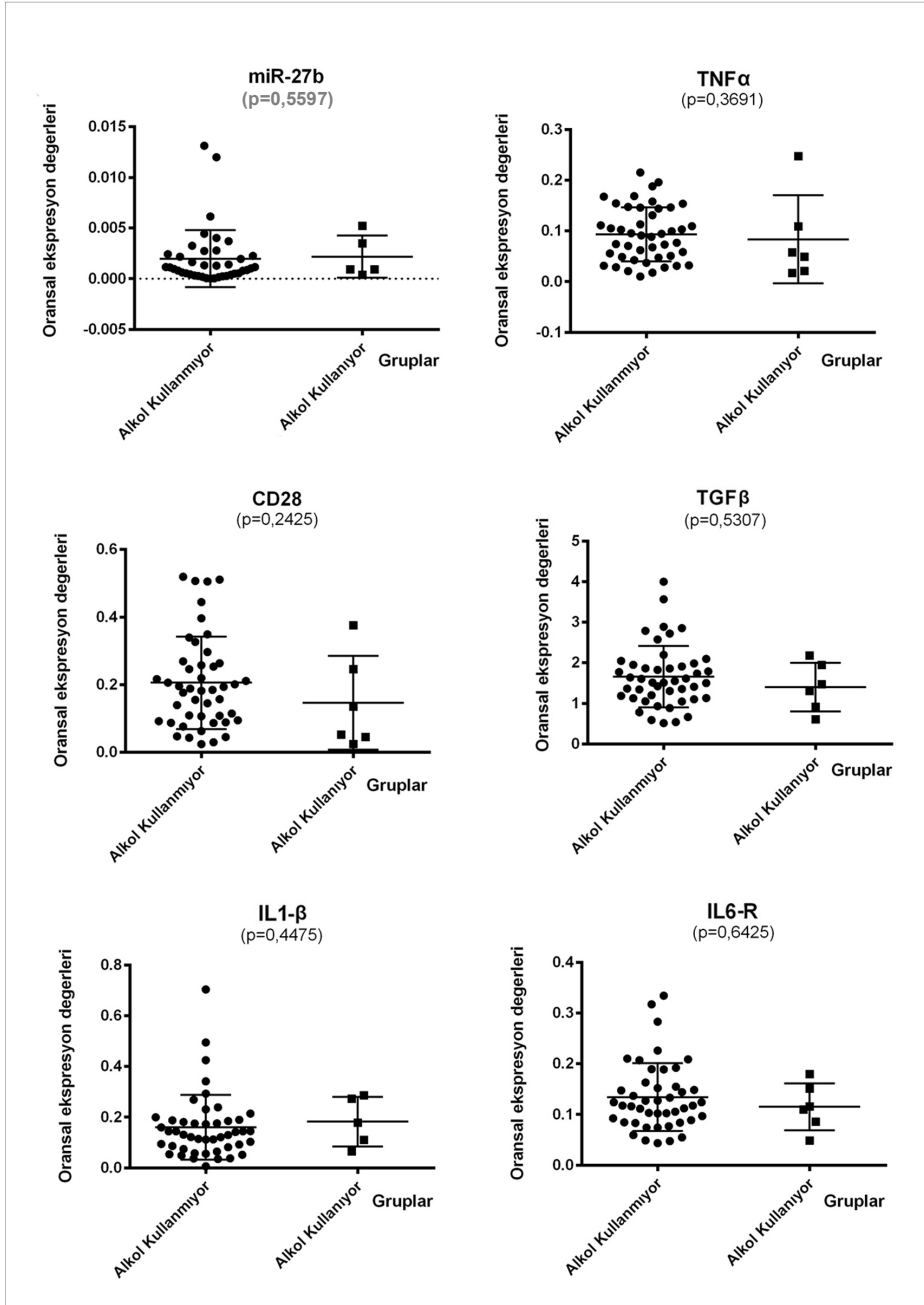 miR-27b
(p=0,5597)
Oransal ekspresyon degerleri
0.015
0.010
0.005
0.000
-0.005
Alkol Kullanmıyor
Alkol Kullanıyor
Gruplar
TNFα
(p=0,3691)
Oransal ekspresyon degerleri
0.3
0.2
0.1
0.0
-0.1
Alkol Kullanmıyor
Alkol Kullanıyor
Gruplar
CD28
(p=0,2425)
Oransal ekspresyon degerleri
0.6
0.4
0.2
0.0
Alkol Kullanmıyor
Alkol Kullanıyor
Gruplar
TGFβ
(p=0,5307)
Oransal ekspresyon degerleri
5
4
3
2
1
0
Alkol Kullanmıyor
Alkol Kullanıyor
Gruplar
IL1-β
(p=0,4475)
Oransal ekspresyon degerleri
0.8
0.6
0.4
0.2
0.0
Alkol Kullanmıyor
Alkol Kullanıyor
Gruplar
IL6-R
(p=0,6425)
Oransal ekspresyon degerleri
0.4
0.3
0.2
0.1
0.0
Alkol Kullanmıyor
Alkol Kullanıyor
Gruplar